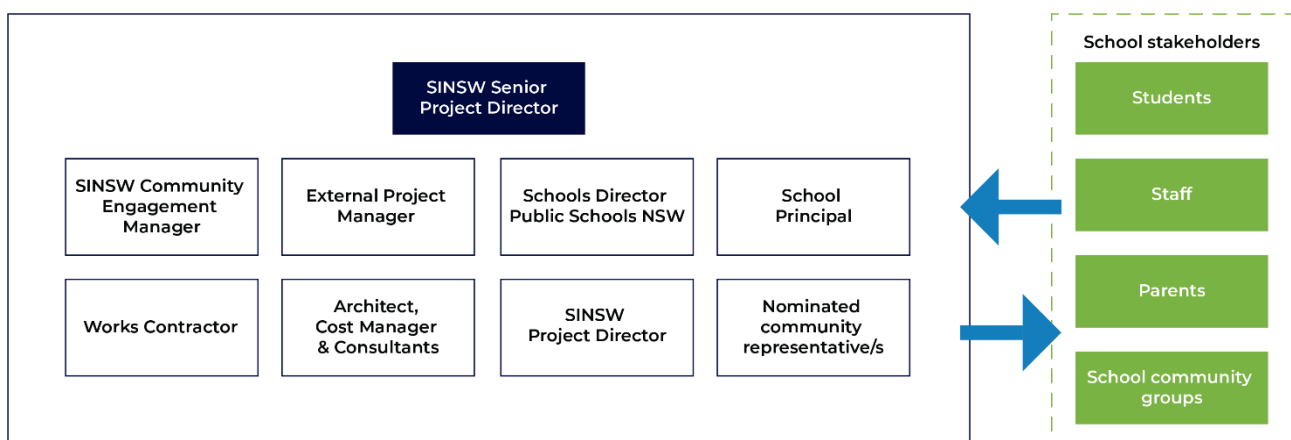 SINSW Senior
Project Director
SINSW Community
Engagement
Manager
External Project
Manager
Schools Director
Public Schools NSW
School
Principal
Works Contractor
Architect,
Cost Manager
& Consultants
SINSW
Project Director
Nominated
community
representative/s
School stakeholders
Students
Staff
Parents
School community
groups